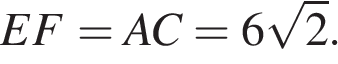 EF = AC = 6√2.